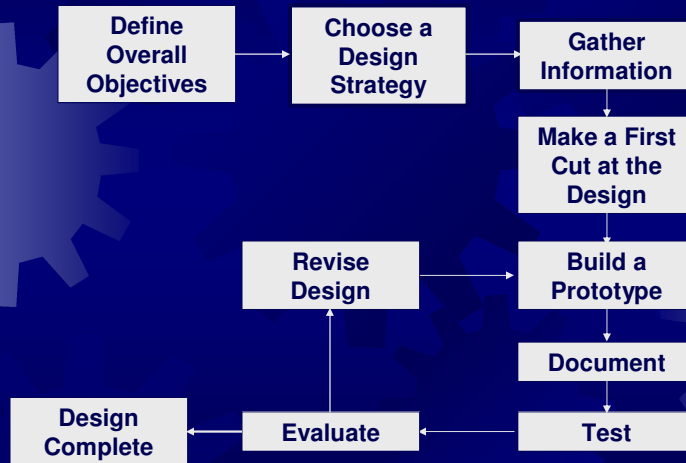 Define
Overall
Objectives
Choose a
Design
Strategy
Gather
Information
Make a First
Cut at the
Design
Revise
Design
Build a
Prototype
Document
Design
Complete
Evaluate
Test